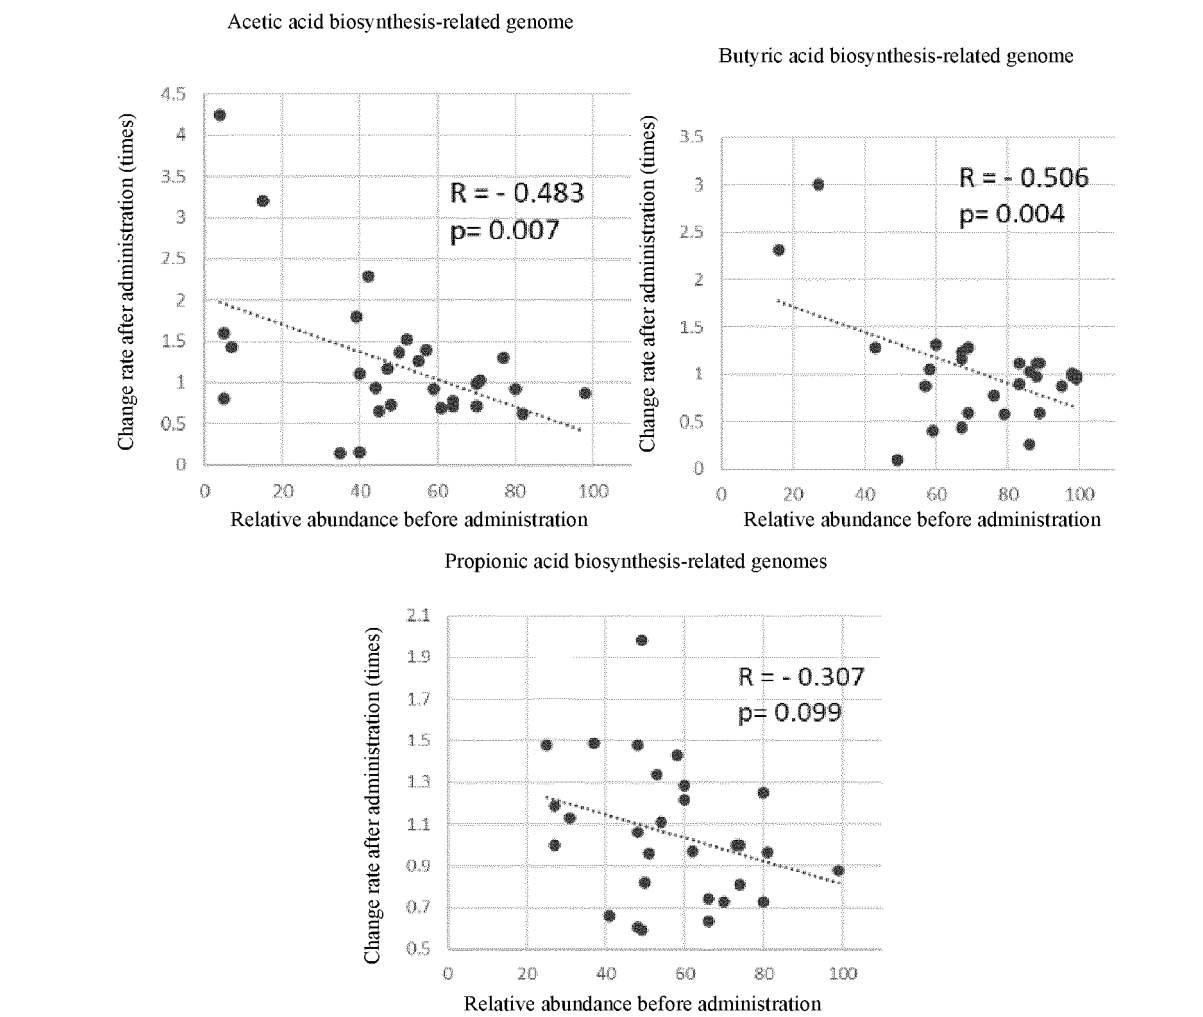 Acetic acid biosynthesis-related genome
Change rate after administration (times)
4.5
4
3.5
3
2.5
2
1.5
1
0.5
0
R = - 0.483
p= 0.007
0 20 40 60 80 100
Relative abundance before administration
Butyric acid biosynthesis-related genome
Change rate after administration (times)
3.5
3
2.5
2
1.5
1
0.5
0
R = - 0.506
p= 0.004
0 20 40 60 80 100
Relative abundance before administration
Propionic acid biosynthesis-related genomes
Change rate after administration (times)
2.1
1.9
1.7
1.5
1.3
1.1
0.9
0.7
0.5
R = - 0.307
p= 0.099
0 20 40 60 80 100
Relative abundance before administration